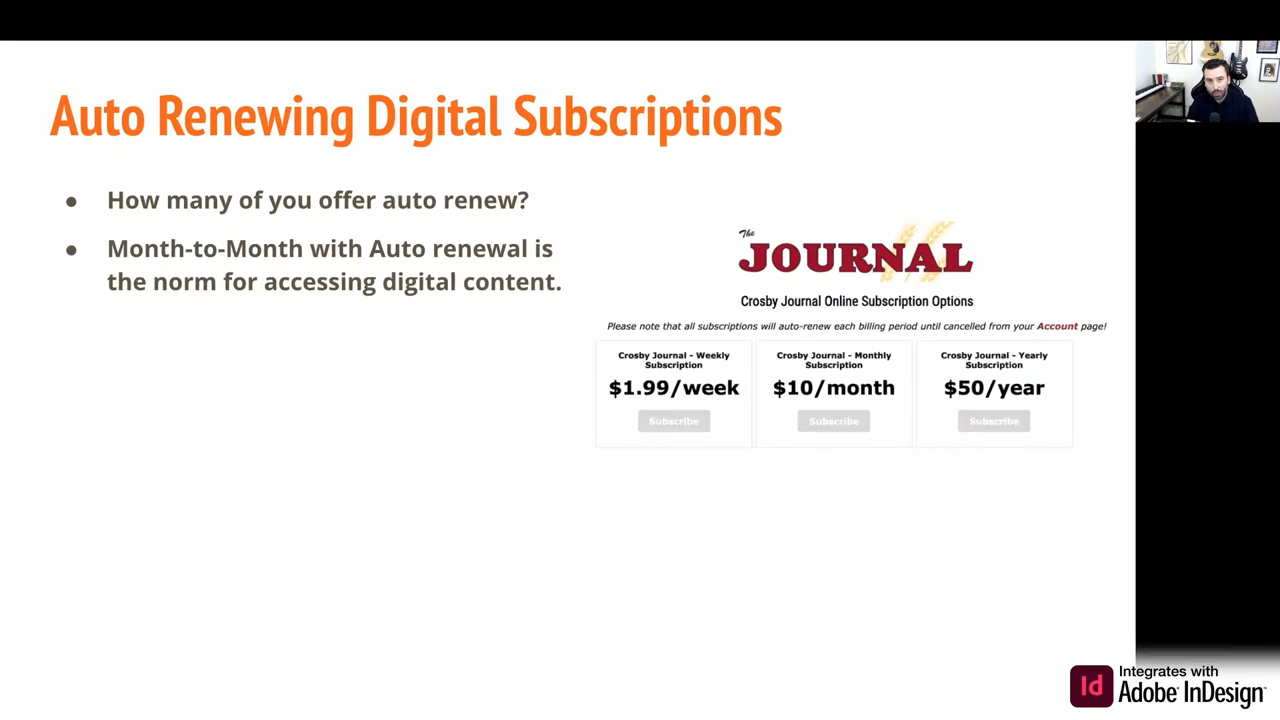 Auto Renewing Digital Subscriptions
● How many of you offer auto renew?
● Month-to-Month with Auto renewal is
the norm for accessing digital content.
The
JOURNAL
Crosby Journal Online Subscription Options
Please note that all subscriptions will auto-renew each billing period until cancelled from your Account page!
Crosby Journal - Weekly
Subscription
$1.99/week
Subscribe
Crosby Journal - Monthly
Subscription
$10/month
Subscribe
Crosby Journal - Yearly
Subscription
$50/year
Subscribe
Id
Integrates with
Adobe InDesign™